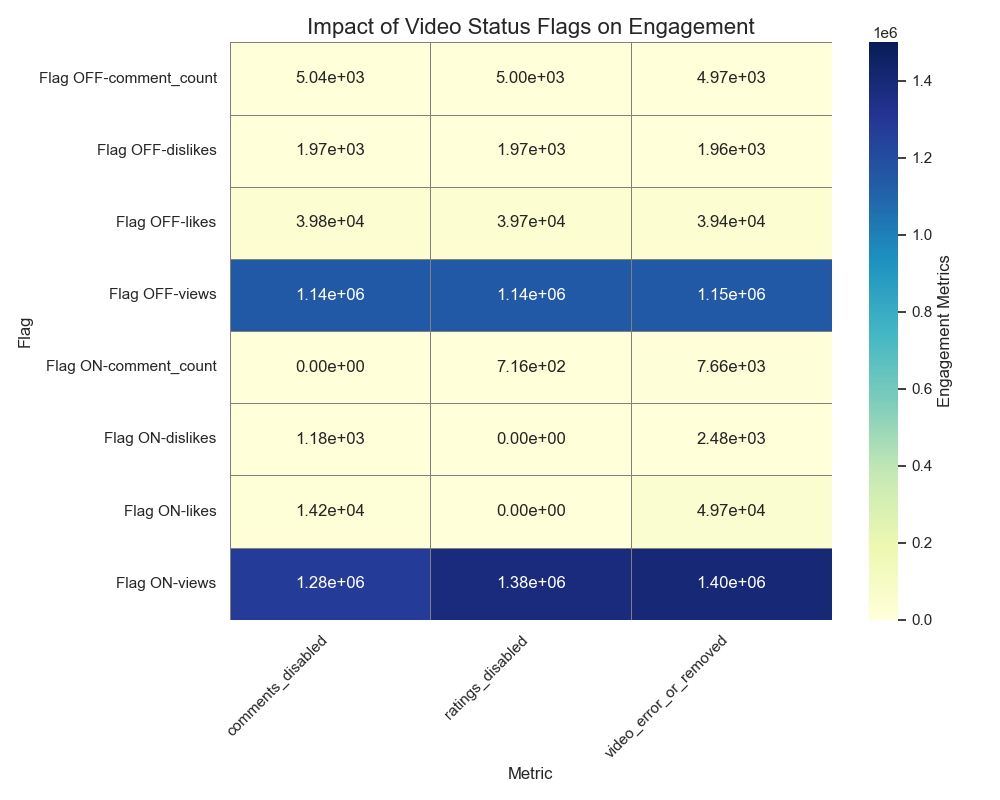 Impact of Video Status Flags on Engagement
1e6
Flag OFF-comment_count 5.04e+03 5.00e+03 4.97e+03
Flag OFF-dislikes 1.97e+03 1.97e+03 1.96e+03
Flag OFF-likes 3.98e+04 3.97e+04 3.94e+04
Flag OFF-views 1.14e+06 1.14e+06 1.15e+06
Flag ON-comment_count 0.00e+00 7.16e+02 7.66e+03
Flag ON-dislikes 1.18e+03 0.00e+00 2.48e+03
Flag ON-likes 1.42e+04 0.00e+00 4.97e+04
Flag ON-views 1.28e+06 1.38e+06 1.40e+06
Flag
comments_disabled
ratings_disabled
video_error_or_removed
Metric
1.4
1.2
1.0
0.8
0.6
0.4
0.2
0.0
Engagement Metrics